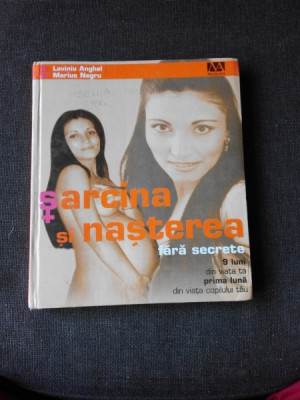 Laviniu Anghel
Marius Negru
sarcina
și nașterea
fără secrete
9 luni
din viața ta
prima lună
din viața copilului tău